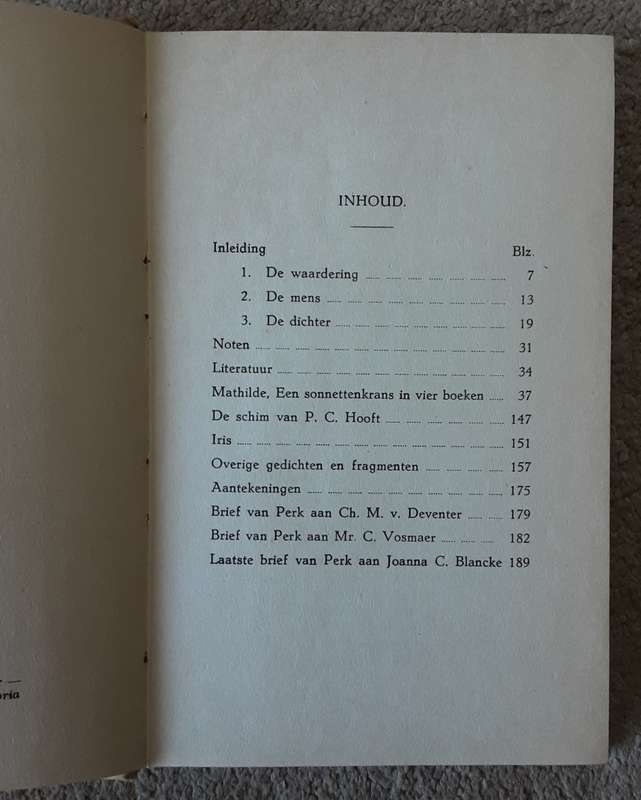 INHOUD.
Inleiding Blz.
1. De waardering ..... ..... ..... ..... ..... ..... ..... 7
2. De mens ..... ..... ..... ..... ..... ..... ..... ..... ..... 13
3. De dichter ..... ..... ..... ..... ..... ..... ..... ..... 19
Noten ..... ..... ..... ..... ..... ..... ..... ..... ..... ..... ..... ..... 31
Literatuur ..... ..... ..... ..... ..... ..... ..... ..... ..... ..... ..... 34
Mathilde, Een sonnettenkrans in vier boeken ..... 37
De schim van P. C. Hooft ..... ..... ..... ..... ..... ..... 147
Iris ..... ..... ..... ..... ..... ..... ..... ..... ..... ..... ..... ..... ..... 151
Overige gedichten en fragmenten ..... ..... ..... ..... 157
Aantekeningen ..... ..... ..... ..... ..... ..... ..... ..... ..... 175
Brief van Perk aan Ch. M. v. Deventer ..... ..... 179
Brief van Perk aan Mr. C. Vosmaer ..... ..... ..... 182
Laatste brief van Perk aan Joanna C. Blancke 189